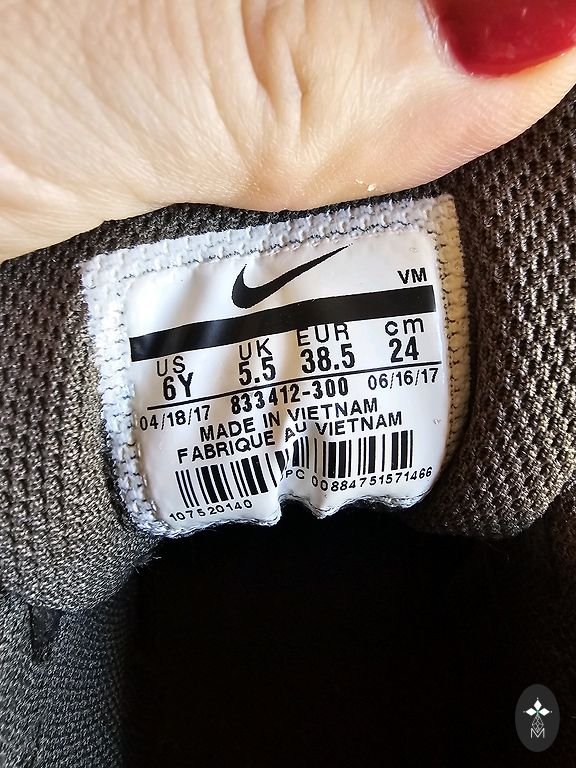 VM
US UK EUR cm
6Y 5.5 38.5 24
04/18/17 833412-300 06/16/17
MADE IN VIETNAM
FABRIQUE AU VIETNAM
107520140 UPC 00884751571466
M